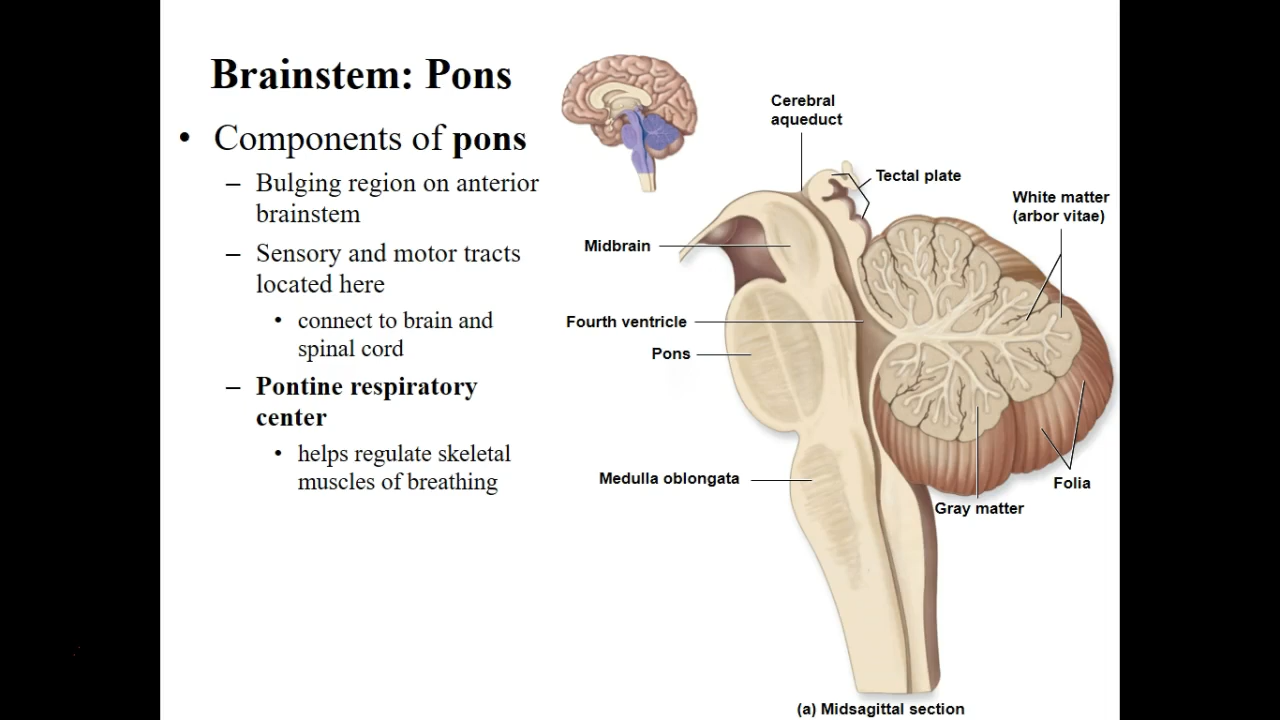 Brainstem: Pons
• Components of pons
– Bulging region on anterior
brainstem
– Sensory and motor tracts
located here
• connect to brain and
spinal cord
– Pontine respiratory
center
• helps regulate skeletal
muscles of breathing
Cerebral
aqueduct
Tectal plate
White matter
(arbor vitae)
Midbrain
Fourth ventricle
Pons
Medulla oblongata
Folia
Gray matter
(a) Midsagittal section